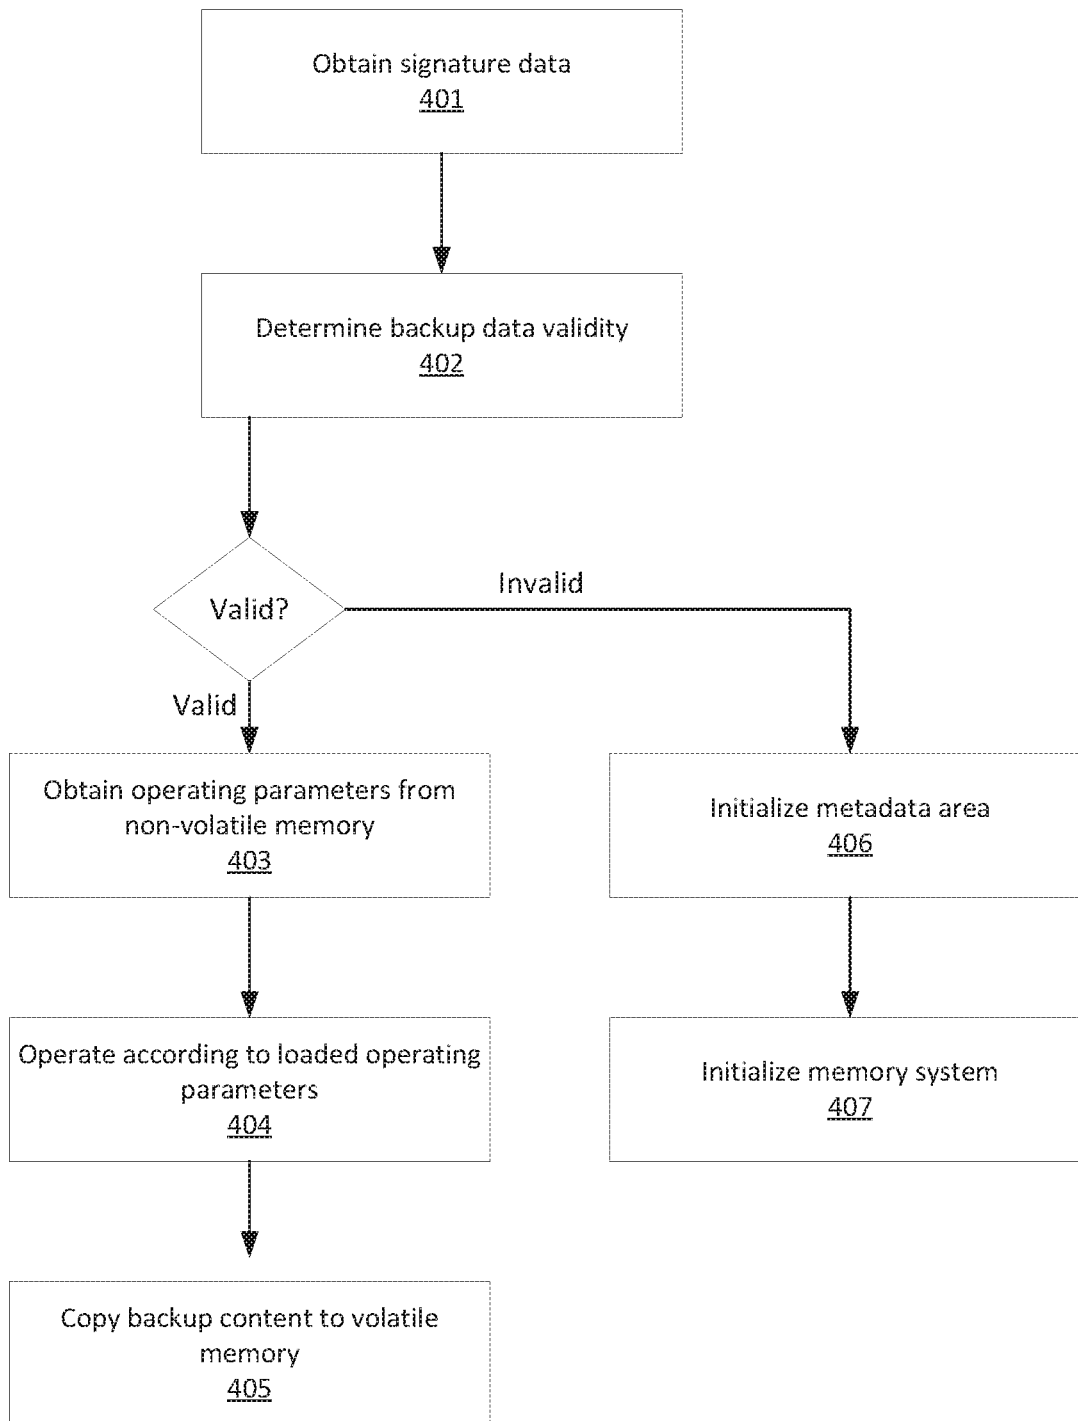 Obtain signature data
401
Determine backup data validity
402
Valid?
Invalid
Valid
Obtain operating parameters from
non-volatile memory
403
Initialize metadata area
406
Operate according to loaded operating
parameters
404
Initialize memory system
407
Copy backup content to volatile
memory
405